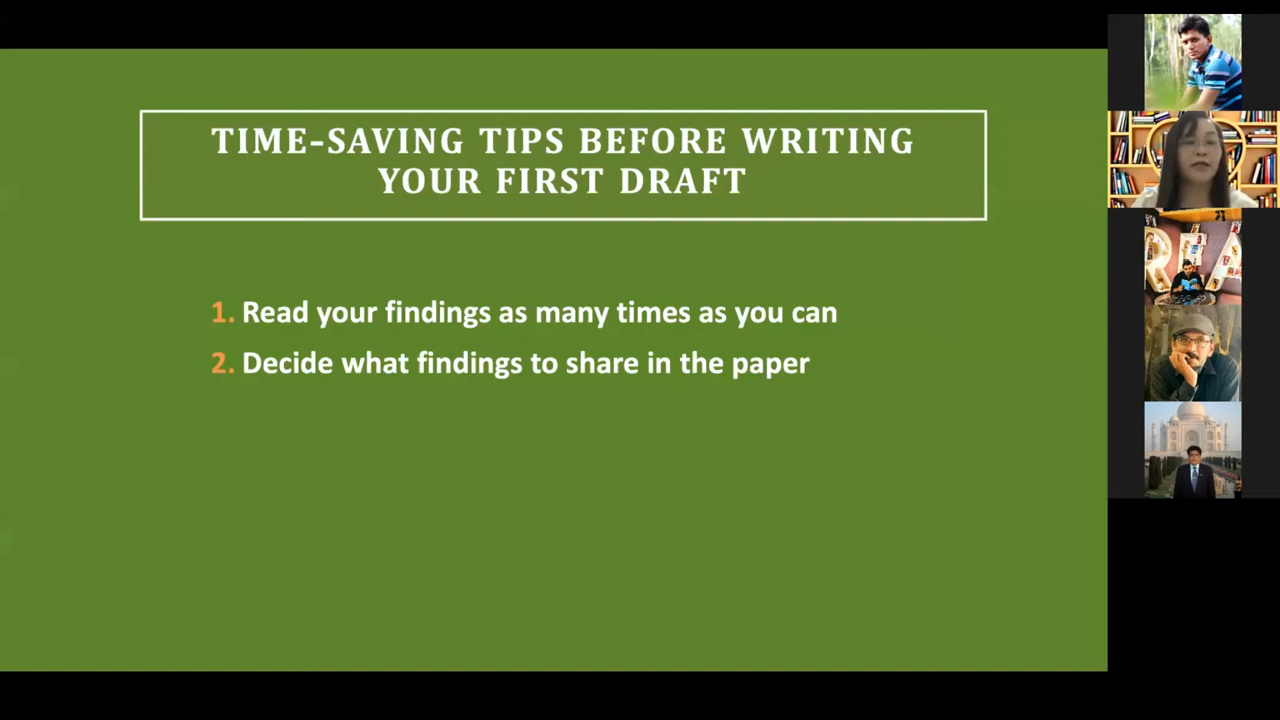 TIME-SAVING TIPS BEFORE WRITING
YOUR FIRST DRAFT
1. Read your findings as many times as you can
2. Decide what findings to share in the paper